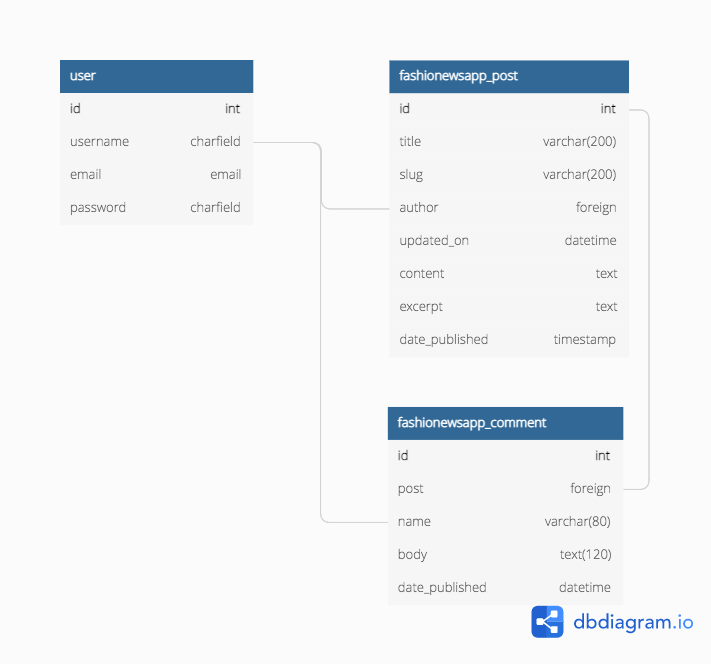 user
id int
username charfield
email email
password charfield
fashionewsapp_post
id int
title varchar(200)
slug varchar(200)
author foreign
updated_on datetime
content text
excerpt text
date_published timestamp
fashionewsapp_comment
id int
post foreign
name varchar(80)
body text(120)
date_published datetime
dbdiagram.io